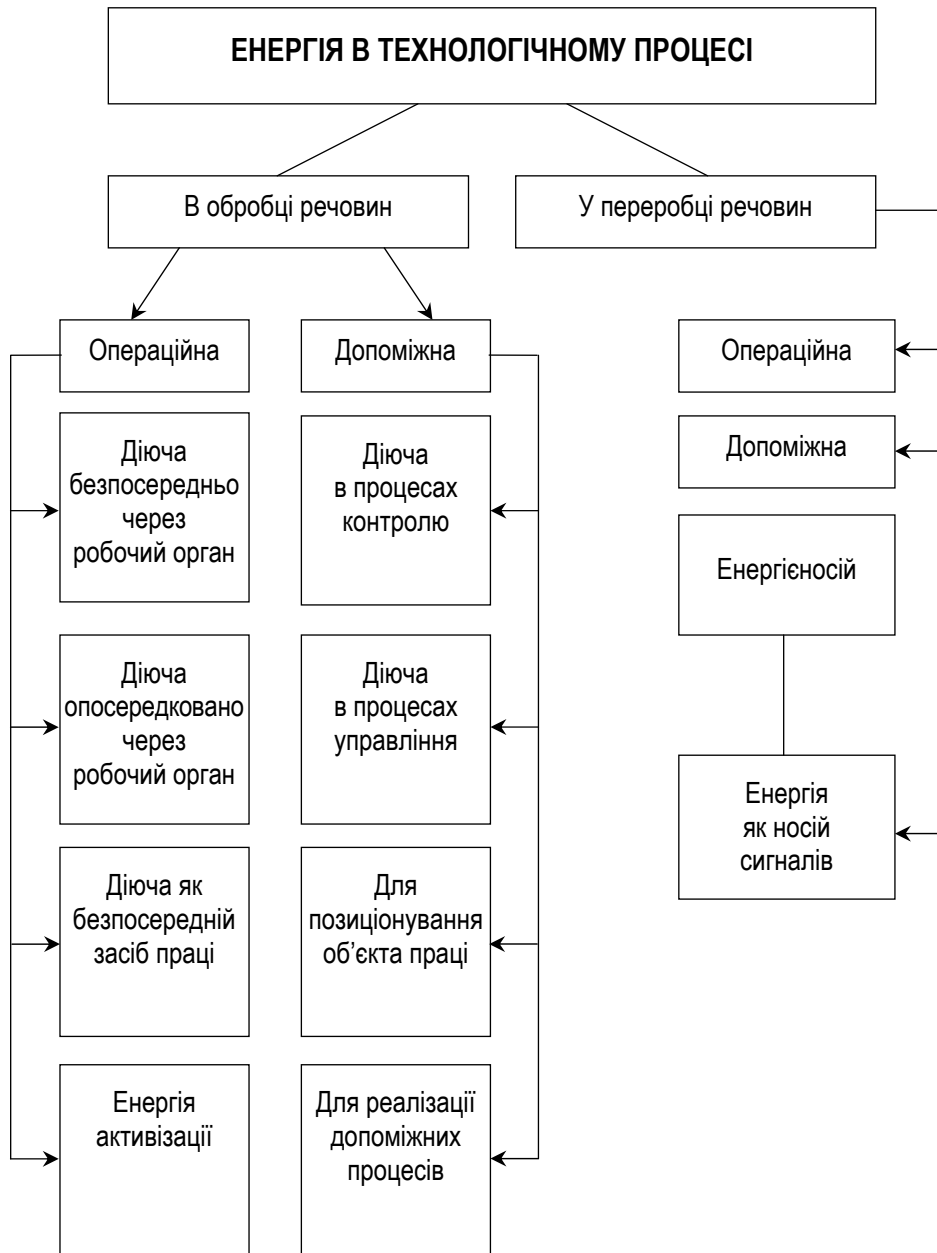 ЕНЕРГІЯ В ТЕХНОЛОГІЧНОМУ ПРОЦЕСІ
В обробці речовин
У переробці речовин
Операційна
Допоміжна
Операційна
Діюча
безпосередньо
через
робочий орган
Діюча
в процесах
контролю
Допоміжна
Енергієносій
Діюча
опосередковано
через
робочий орган
Діюча
в процесах
управління
Енергія
як носій
сигналів
Діюча як
безпосередній
засіб праці
Для
позиціонування
об’єкта праці
Енергія
активізації
Для реалізації
допоміжних
процесів